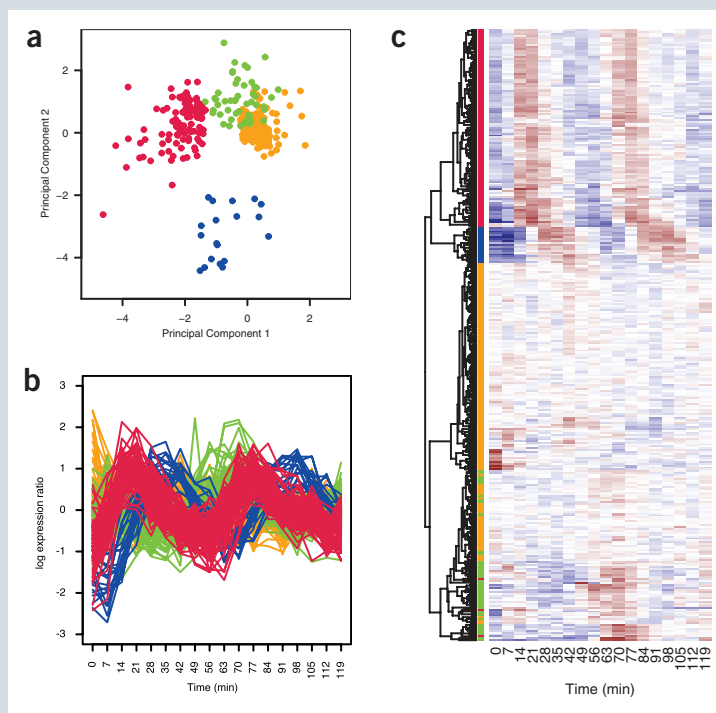 a
2
0
−2
−4
Principal Component 2
−4
−2
0
2
Principal Component 1
b
3
2
1
0
-1
-2
-3
log expression ratio
0 7 14 21 28 35 42 49 56 63 70 77 84 91 98 105 112 119
Time (min)
c
0 7 14 21 28 35 42 49 56 63 70 77 84 91 98 105 112 119
Time (min)